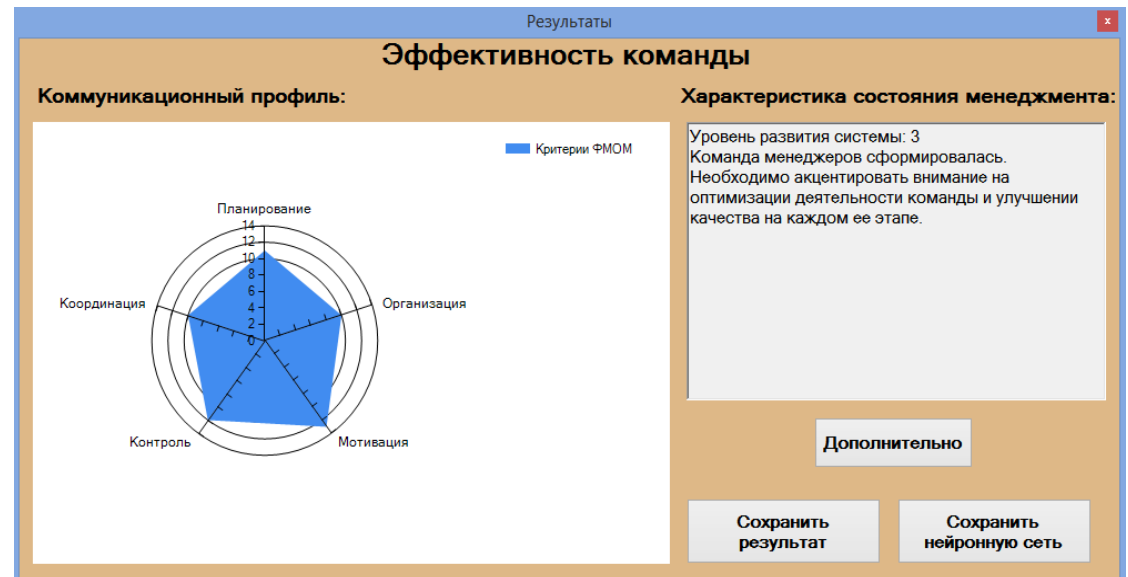 Результаты
x
Эффективность команды
Коммуникационный профиль:
Критерии ФМОМ
Планирование
14
12
10
8
6
4
2
0
Координация
Организация
Контроль
Мотивация
Характеристика состояния менеджмента:
Уровень развития системы: 3
Команда менеджеров сформировалась.
Необходимо акцентировать внимание на
оптимизации деятельности команды и улучшении
качества на каждом ее этапе.
Дополнительно
Сохранить
результат
Сохранить
нейронную сеть